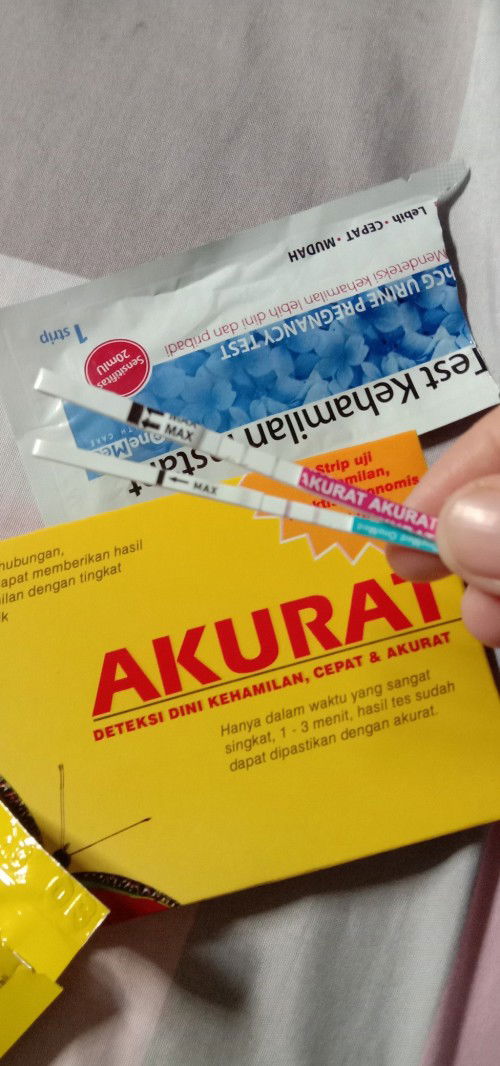 Lebih • CEPAT • MUDAH
Mendeteksi kehamilan lebih dini dan pribadi
hCG URINE PREGNANCY TEST
1 strip
Sensitifitas
20mIU
Test Kehamilan
MAX
MAX
AKURAT AKURAT
Strip uji
hubungan,
apat memberikan hasil
ilan dengan tingkat
k
AKURAT
DETEKSI DINI KEHAMILAN, CEPAT & AKURAT
Hanya dalam waktu yang sangat
singkat, 1 - 3 menit, hasil tes sudah
dapat dipastikan dengan akurat.